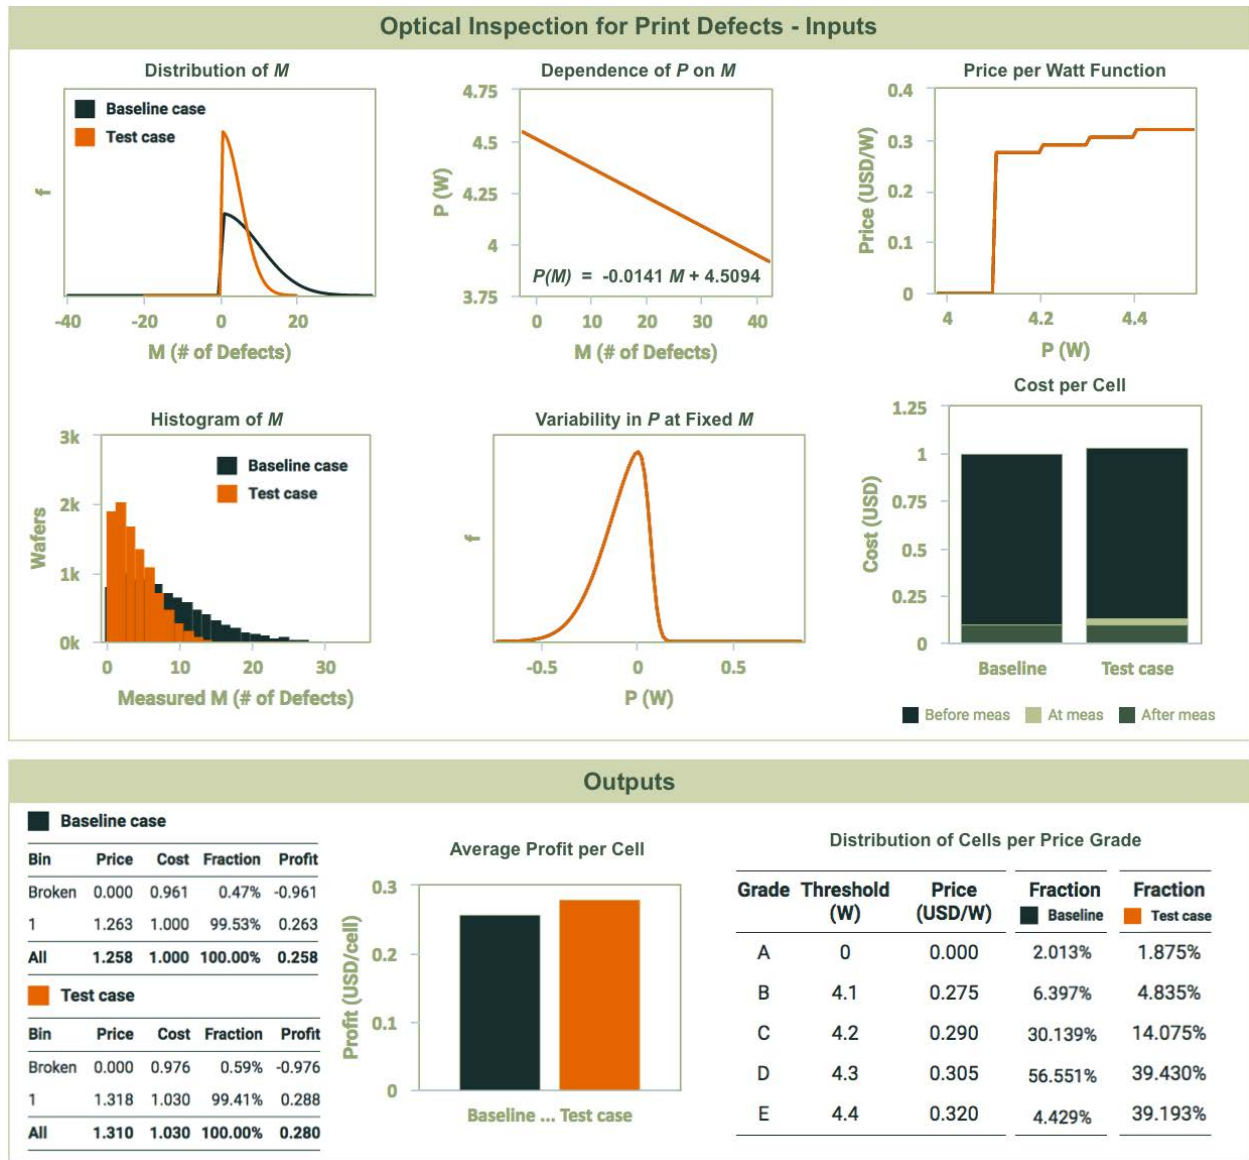 Optical Inspection for Print Defects - Inputs
Distribution of M
Baseline case
Test case
f
-40 -20 0 20
M (# of Defects)
Dependence of P on M
4.75
4.5
4.25
4
3.75
P (W)
P(M) = -0.0141 M + 4.5094
0 10 20 30 40
M (# of Defects)
Price per Watt Function
0.4
0.3
0.2
0.1
0
Price (USD/W)
4 4.2 4.4
P (W)
Histogram of M
3k
2k
1k
0k
Wafers
Baseline case
Test case
0 10 20 30
Measured M (# of Defects)
Variability in P at Fixed M
f
-0.5 0 0.5
P (W)
Cost per Cell
1.25
1
0.75
0.5
0.25
0
Cost (USD)
Baseline Test case
Before meas At meas After meas
Outputs
Baseline case
Bin Price Cost Fraction Profit
Broken 0.000 0.961 0.47% -0.961
1 1.263 1.000 99.53% 0.263
All 1.258 1.000 100.00% 0.258
Test case
Bin Price Cost Fraction Profit
Broken 0.000 0.976 0.59% -0.976
1 1.318 1.030 99.41% 0.288
All 1.310 1.030 100.00% 0.280
Average Profit per Cell
0.3
0.2
0.1
0
Profit (USD/cell)
Baseline ... Test case
Distribution of Cells per Price Grade
Grade Threshold (W) Price (USD/W) Fraction Baseline Fraction Test case
A 0 0.000 2.013% 1.875%
B 4.1 0.275 6.397% 4.835%
C 4.2 0.290 30.139% 14.075%
D 4.3 0.305 56.551% 39.430%
E 4.4 0.320 4.429% 39.193%